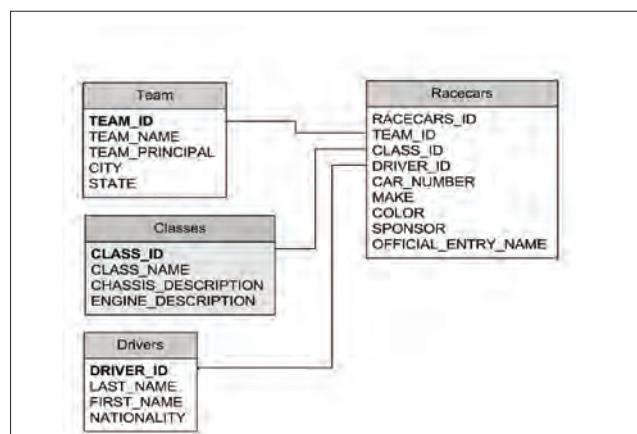 Team
TEAM_ID
TEAM_NAME
TEAM_PRINCIPAL
CITY
STATE
Classes
CLASS_ID
CLASS_NAME
CHASSIS_DESCRIPTION
ENGINE_DESCRIPTION
Drivers
DRIVER_ID
LAST_NAME
FIRST_NAME
NATIONALITY
Racecars
RACECARS_ID
TEAM_ID
CLASS_ID
DRIVER_ID
CAR_NUMBER
MAKE
COLOR
SPONSOR
OFFICIAL_ENTRY_NAME